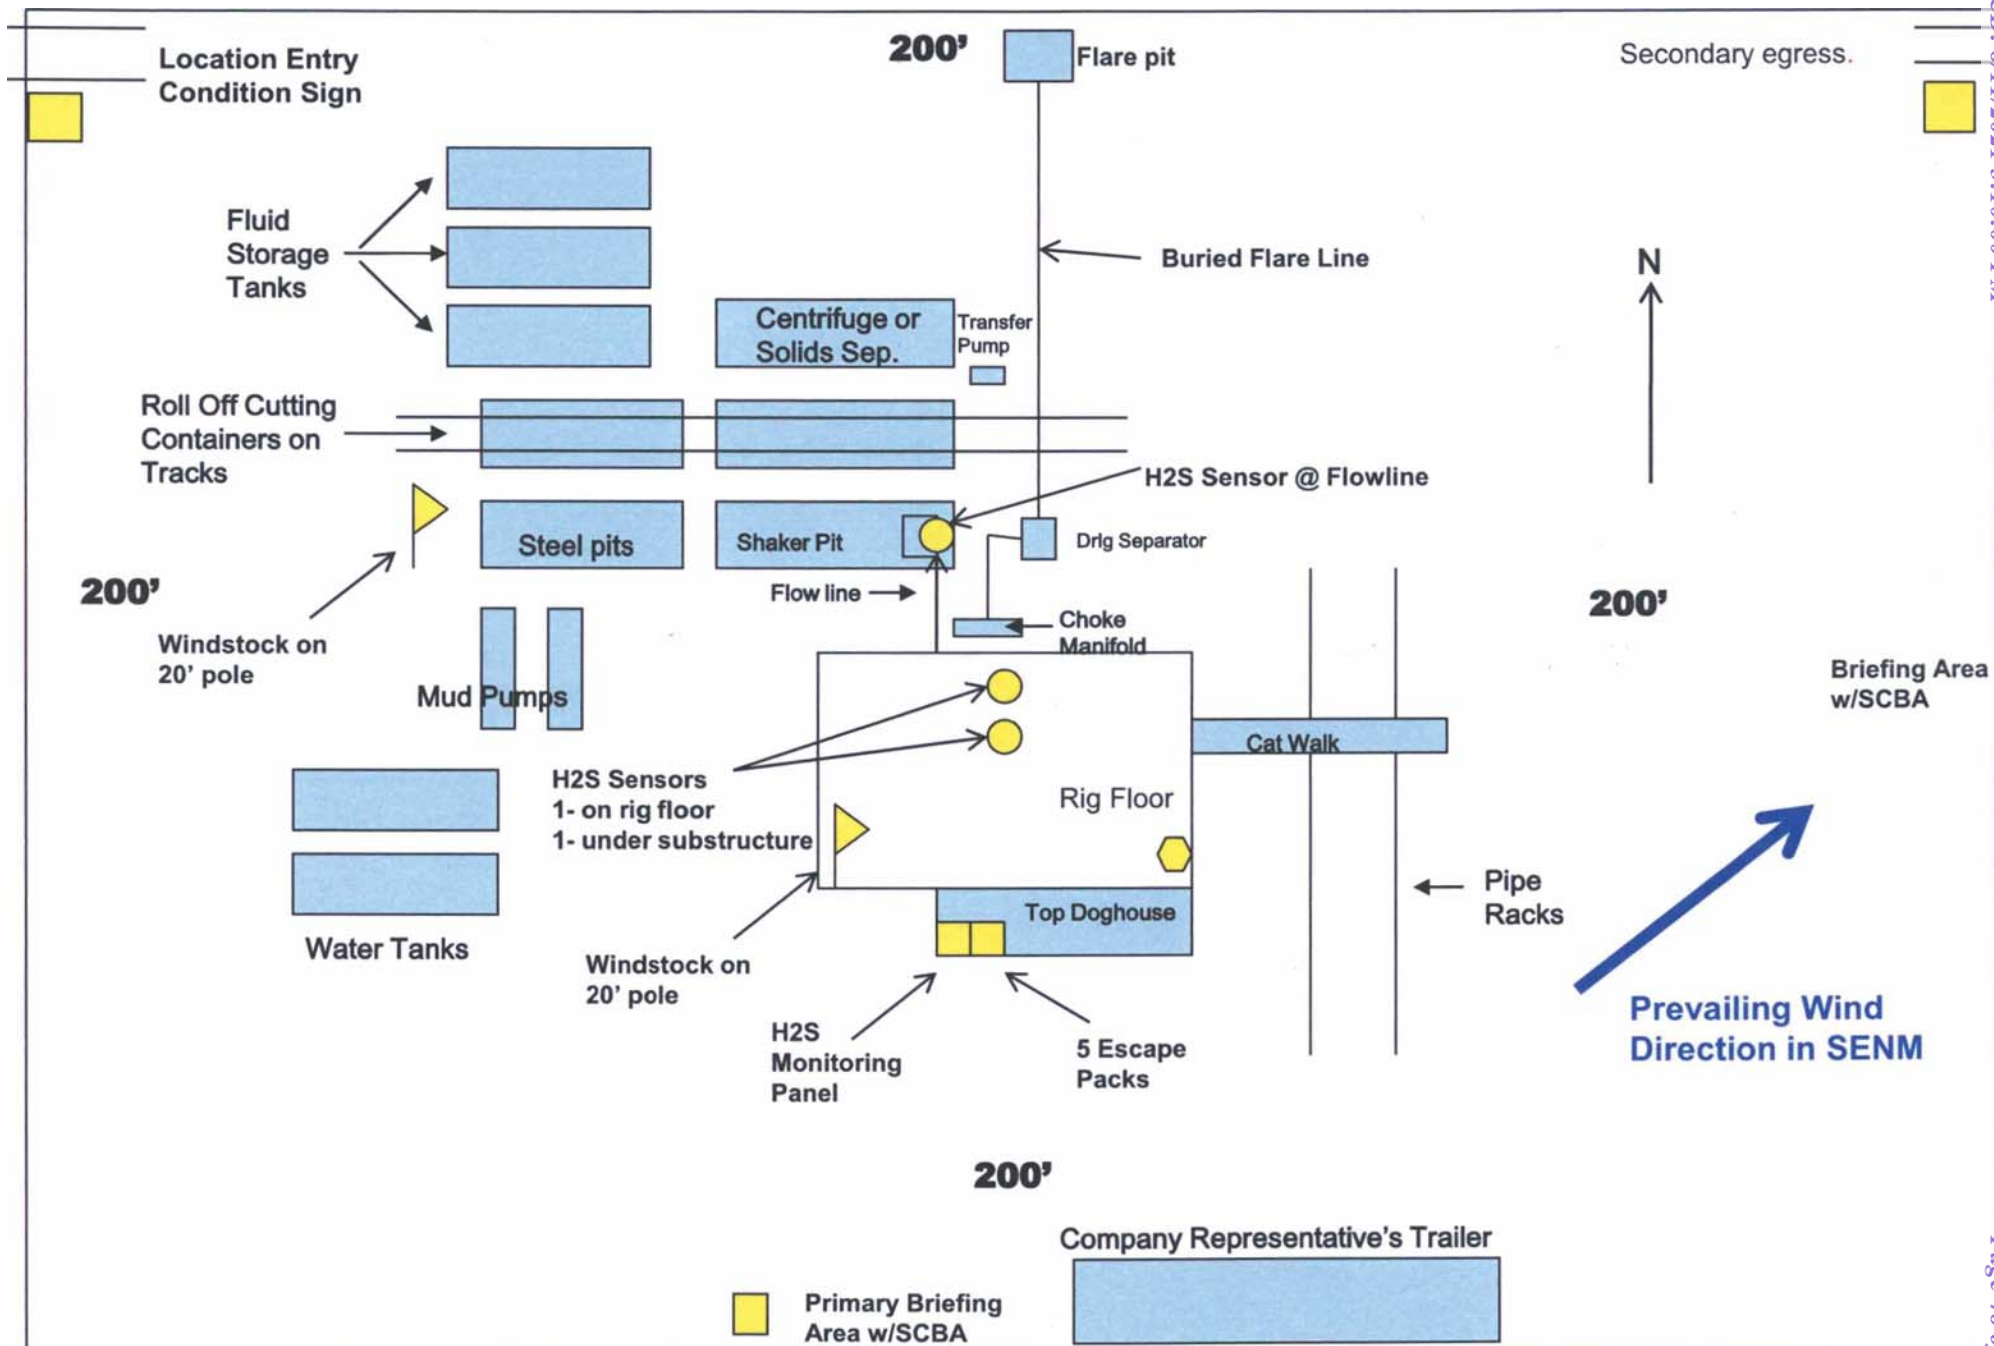 Location Entry
Condition Sign
200’
Flare pit
Secondary egress.
Fluid
Storage
Tanks
Buried Flare Line
N
Centrifuge or
Solids Sep.
Transfer
Pump
Roll Off Cutting
Containers on
Tracks
H2S Sensor @ Flowline
Steel pits
Shaker Pit
Drlg Separator
200’
Flow line
200’
Choke
Manifold
Windstock on
20’ pole
Mud Pumps
Briefing Area
w/SCBA
Cat Walk
H2S Sensors
1- on rig floor
1- under substructure
Rig Floor
Pipe
Racks
Top Doghouse
Water Tanks
Windstock on
20’ pole
H2S
Monitoring
Panel
5 Escape
Packs
Prevailing Wind
Direction in SENM
200’
Company Representative’s Trailer
Primary Briefing
Area w/SCBA